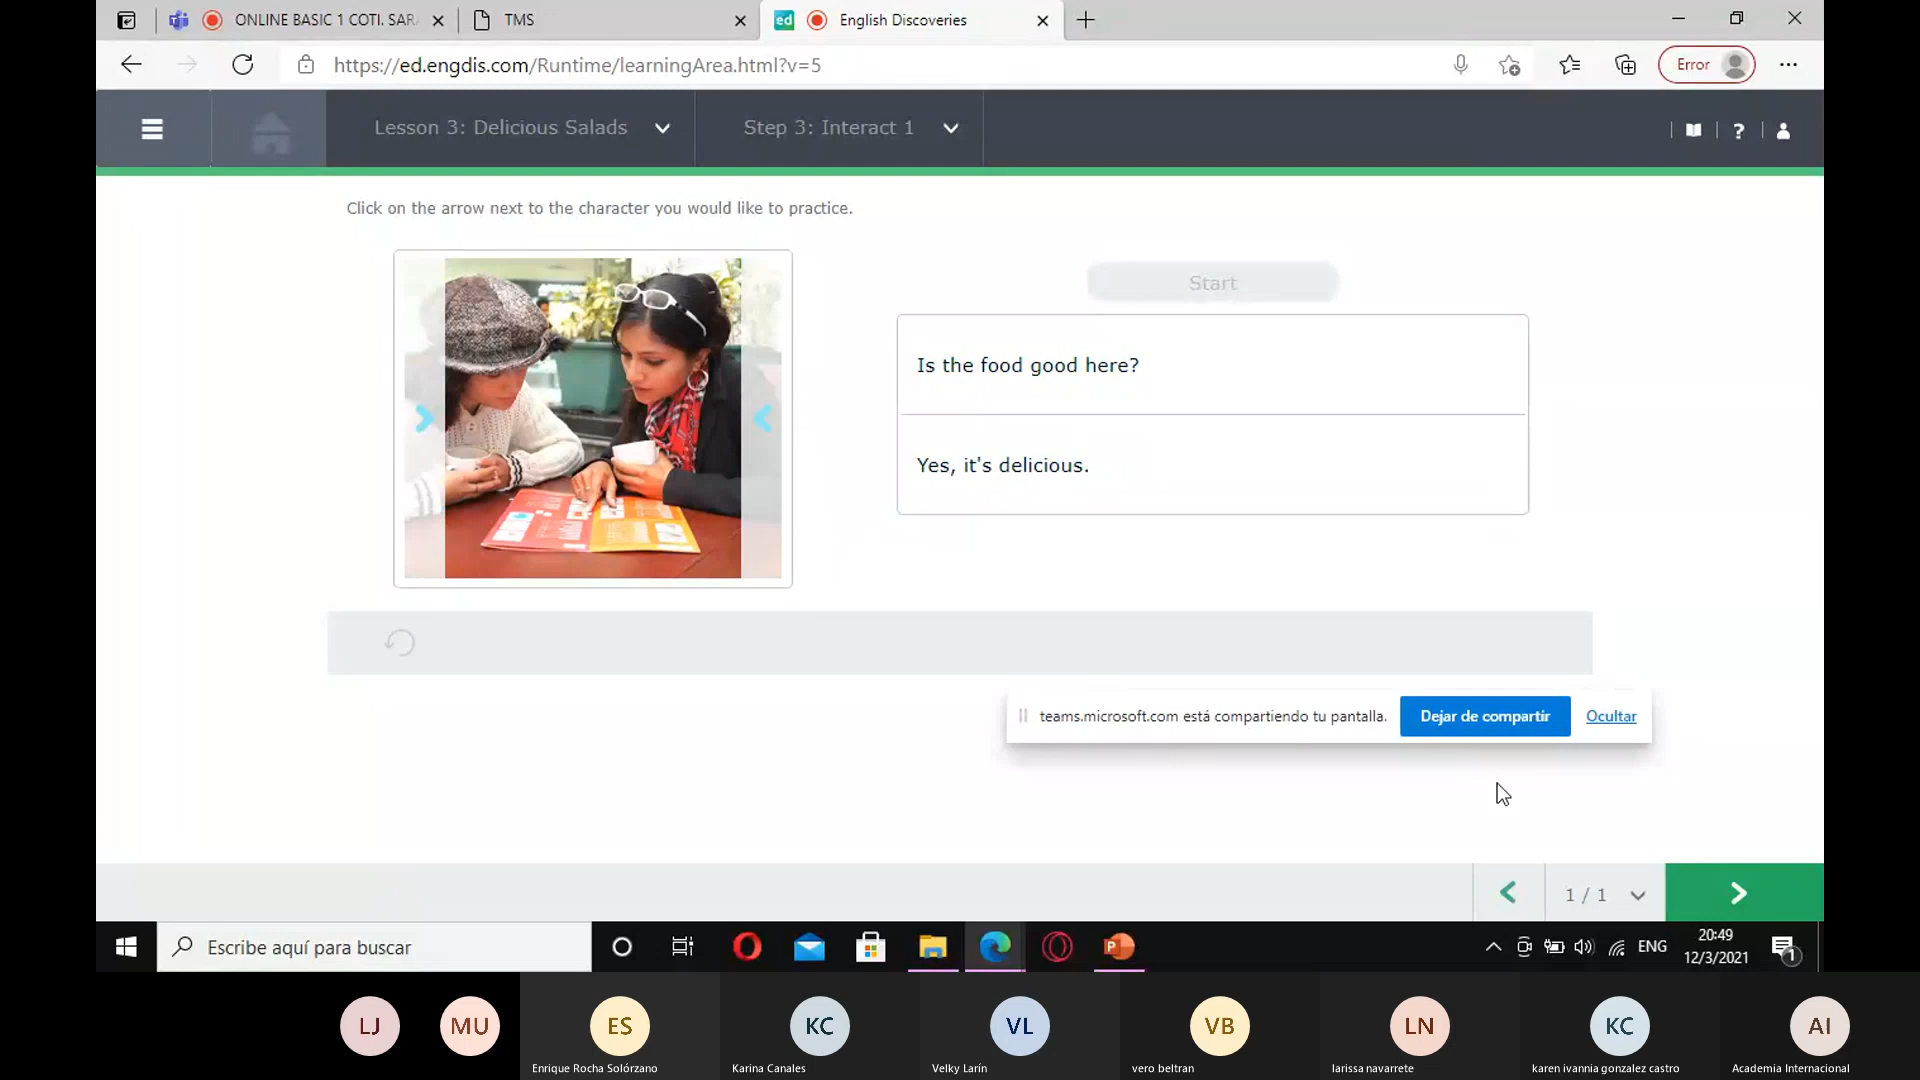 ONLINE BASIC 1 COTI. SAR
TMS
ed
English Discoveries
https://ed.engdis.com/Runtime/learningArea.html?v=5
Error
Lesson 3: Delicious Salads
Step 3: Interact 1
?
Click on the arrow next to the character you would like to practice.
Start
Is the food good here?
Yes, it's delicious.
teams.microsoft.com está compartiendo tu pantalla.
Dejar de compartir
Ocultar
1 / 1
Escribe aquí para buscar
ENG
20:49
12/3/2021
1
LJ
MU
ES
KC
VL
VB
LN
KC
AI
Enrique Rocha Solórzano
Karina Canales
Velky Larín
vero beltran
larissa navarrete
karen ivannia gonzalez castro
Academia Internacional